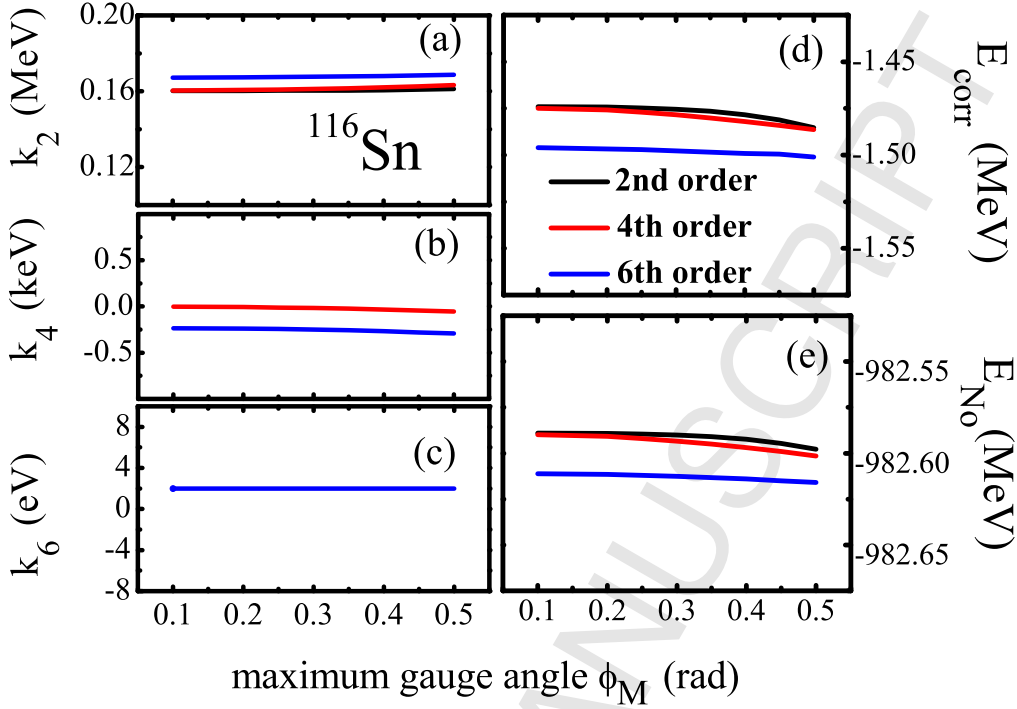 k2 (MeV)
0.20
0.16
0.12
(a)
116Sn
k4 (keV)
0.5
0.0
-0.5
(b)
k6 (eV)
8
4
0
-4
-8
(c)
0.1 0.2 0.3 0.4 0.5
(d)
-1.45
-1.50
-1.55
Ecorr (MeV)
2nd order
4th order
6th order
(e)
-982.55
-982.60
-982.65
ENo (MeV)
0.1 0.2 0.3 0.4 0.5
maximum gauge angle ϕM (rad)